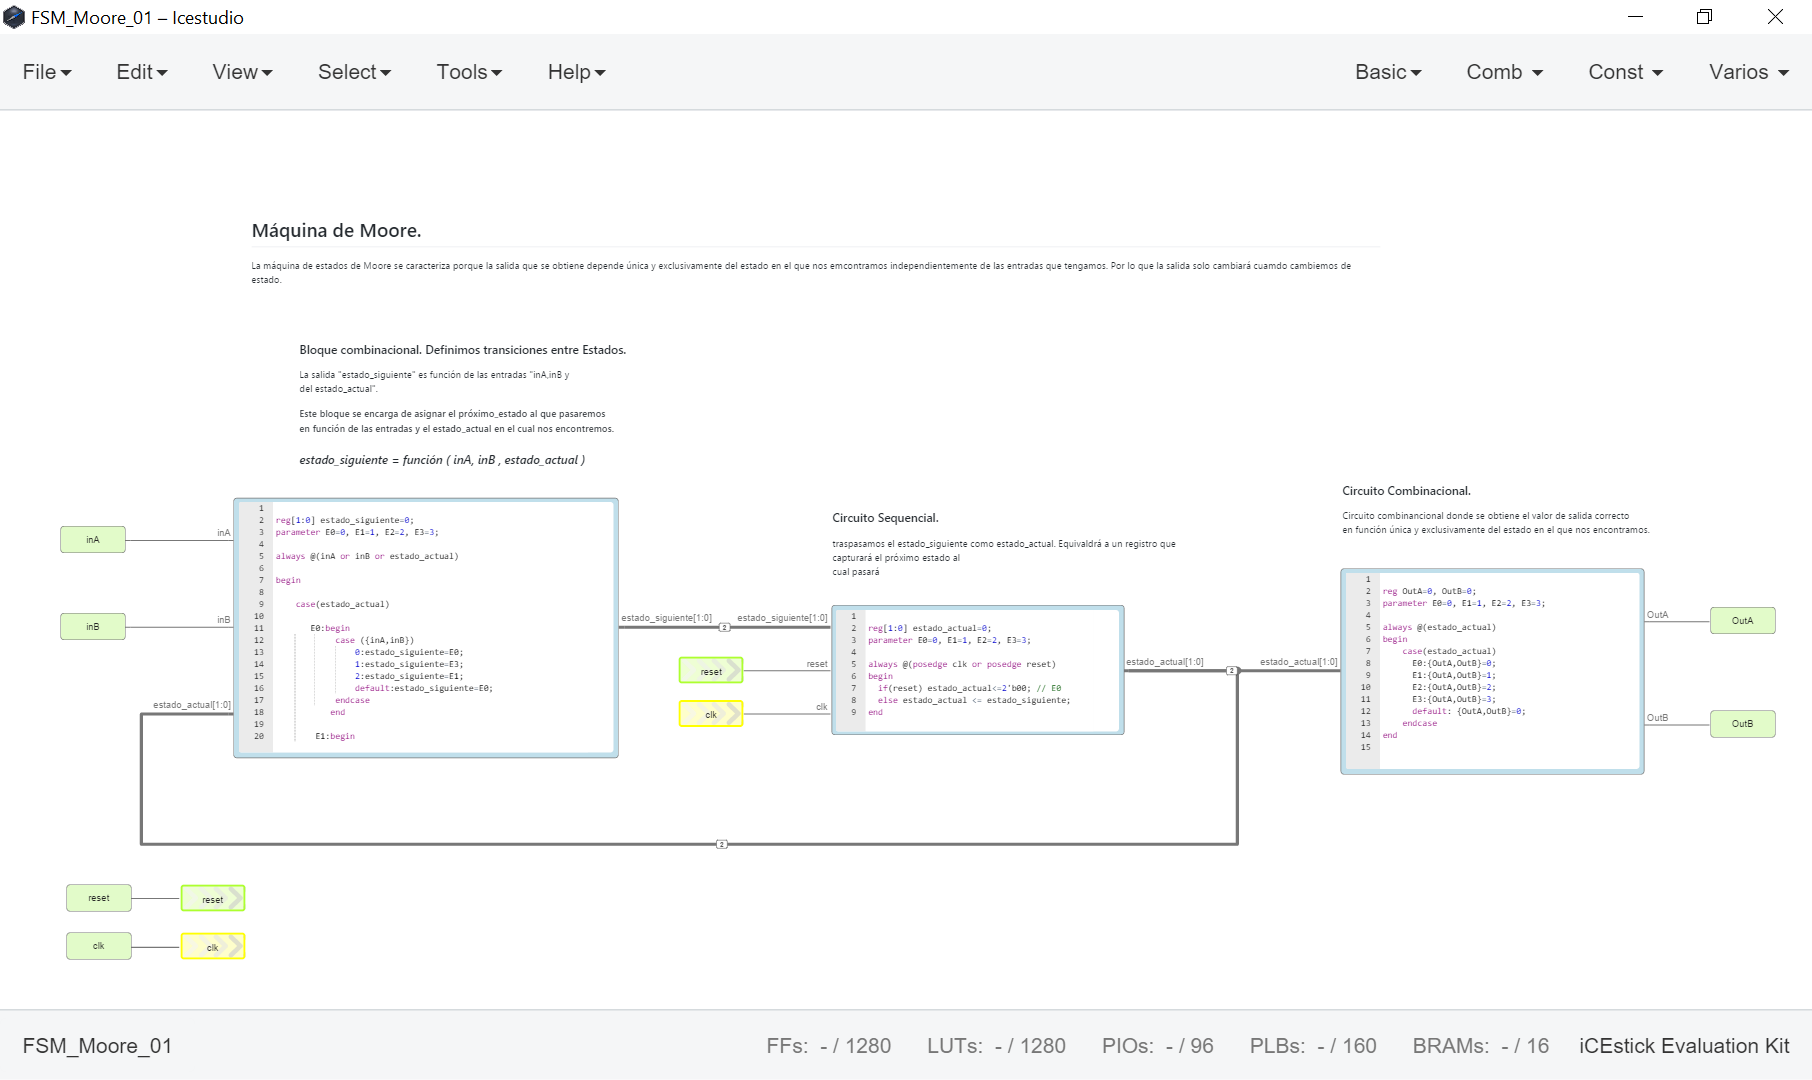 FSM_Moore_01 – Icestudio
File Edit View Select Tools Help Basic Comb Const Varios
Máquina de Moore.
La máquina de estados de Moore se caracteriza porque la salida que se obtiene depende única y exclusivamente del estado en el que nos emcontramos independientemente de las entradas que tengamos. Por lo que la salida solo cambiará cuamdo cambiemos de
estado.
Bloque combinacional. Definimos transiciones entre Estados.
La salida "estado_siguiente" es función de las entradas "inA,inB y
del estado_actual".
Este bloque se encarga de asignar el próximo_estado al que pasaremos
en función de las entradas y el estado_actual en el cual nos encontremos.
estado_siguiente = función ( inA, inB , estado_actual )
inA
inA
inB
inB
estado_actual[1:0]
1
2 reg[1:0] estado_siguiente=0;
3 parameter E0=0, E1=1, E2=2, E3=3;
4
5 always @(inA or inB or estado_actual)
6
7 begin
8
9 case(estado_actual)
10
11 E0:begin
12 case ({inA,inB})
13 0:estado_siguiente=E0;
14 1:estado_siguiente=E3;
15 2:estado_siguiente=E1;
16 default:estado_siguiente=E0;
17 endcase
18 end
19
20 E1:begin
estado_siguiente[1:0] 2 estado_siguiente[1:0]
Circuito Sequencial.
traspasamos el estado_siguiente como estado_actual. Equivaldrá a un registro que
capturará el próximo estado al
cual pasará
reset
reset
clk
clk
1
2 reg[1:0] estado_actual=0;
3 parameter E0=0, E1=1, E2=2, E3=3;
4
5 always @(posedge clk or posedge reset)
6 begin
7 if(reset) estado_actual<=2'b00; // E0
8 else estado_actual <= estado_siguiente;
9 end
estado_actual[1:0] 2 estado_actual[1:0]
Circuito Combinacional.
Circuito combinancional donde se obtiene el valor de salida correcto
en función única y exclusivamente del estado en el que nos encontramos.
1
2 reg OutA=0, OutB=0;
3 parameter E0=0, E1=1, E2=2, E3=3;
4
5 always @(estado_actual)
6 begin
7 case(estado_actual)
8 E0:{OutA,OutB}=0;
9 E1:{OutA,OutB}=1;
10 E2:{OutA,OutB}=2;
11 E3:{OutA,OutB}=3;
12 default: {OutA,OutB}=0;
13 endcase
14 end
15
OutA
OutA
OutB
OutB
2
reset reset
clk clk
FSM_Moore_01 FFs: - / 1280 LUTs: - / 1280 PIOs: - / 96 PLBs: - / 160 BRAMs: - / 16 iCEstick Evaluation Kit